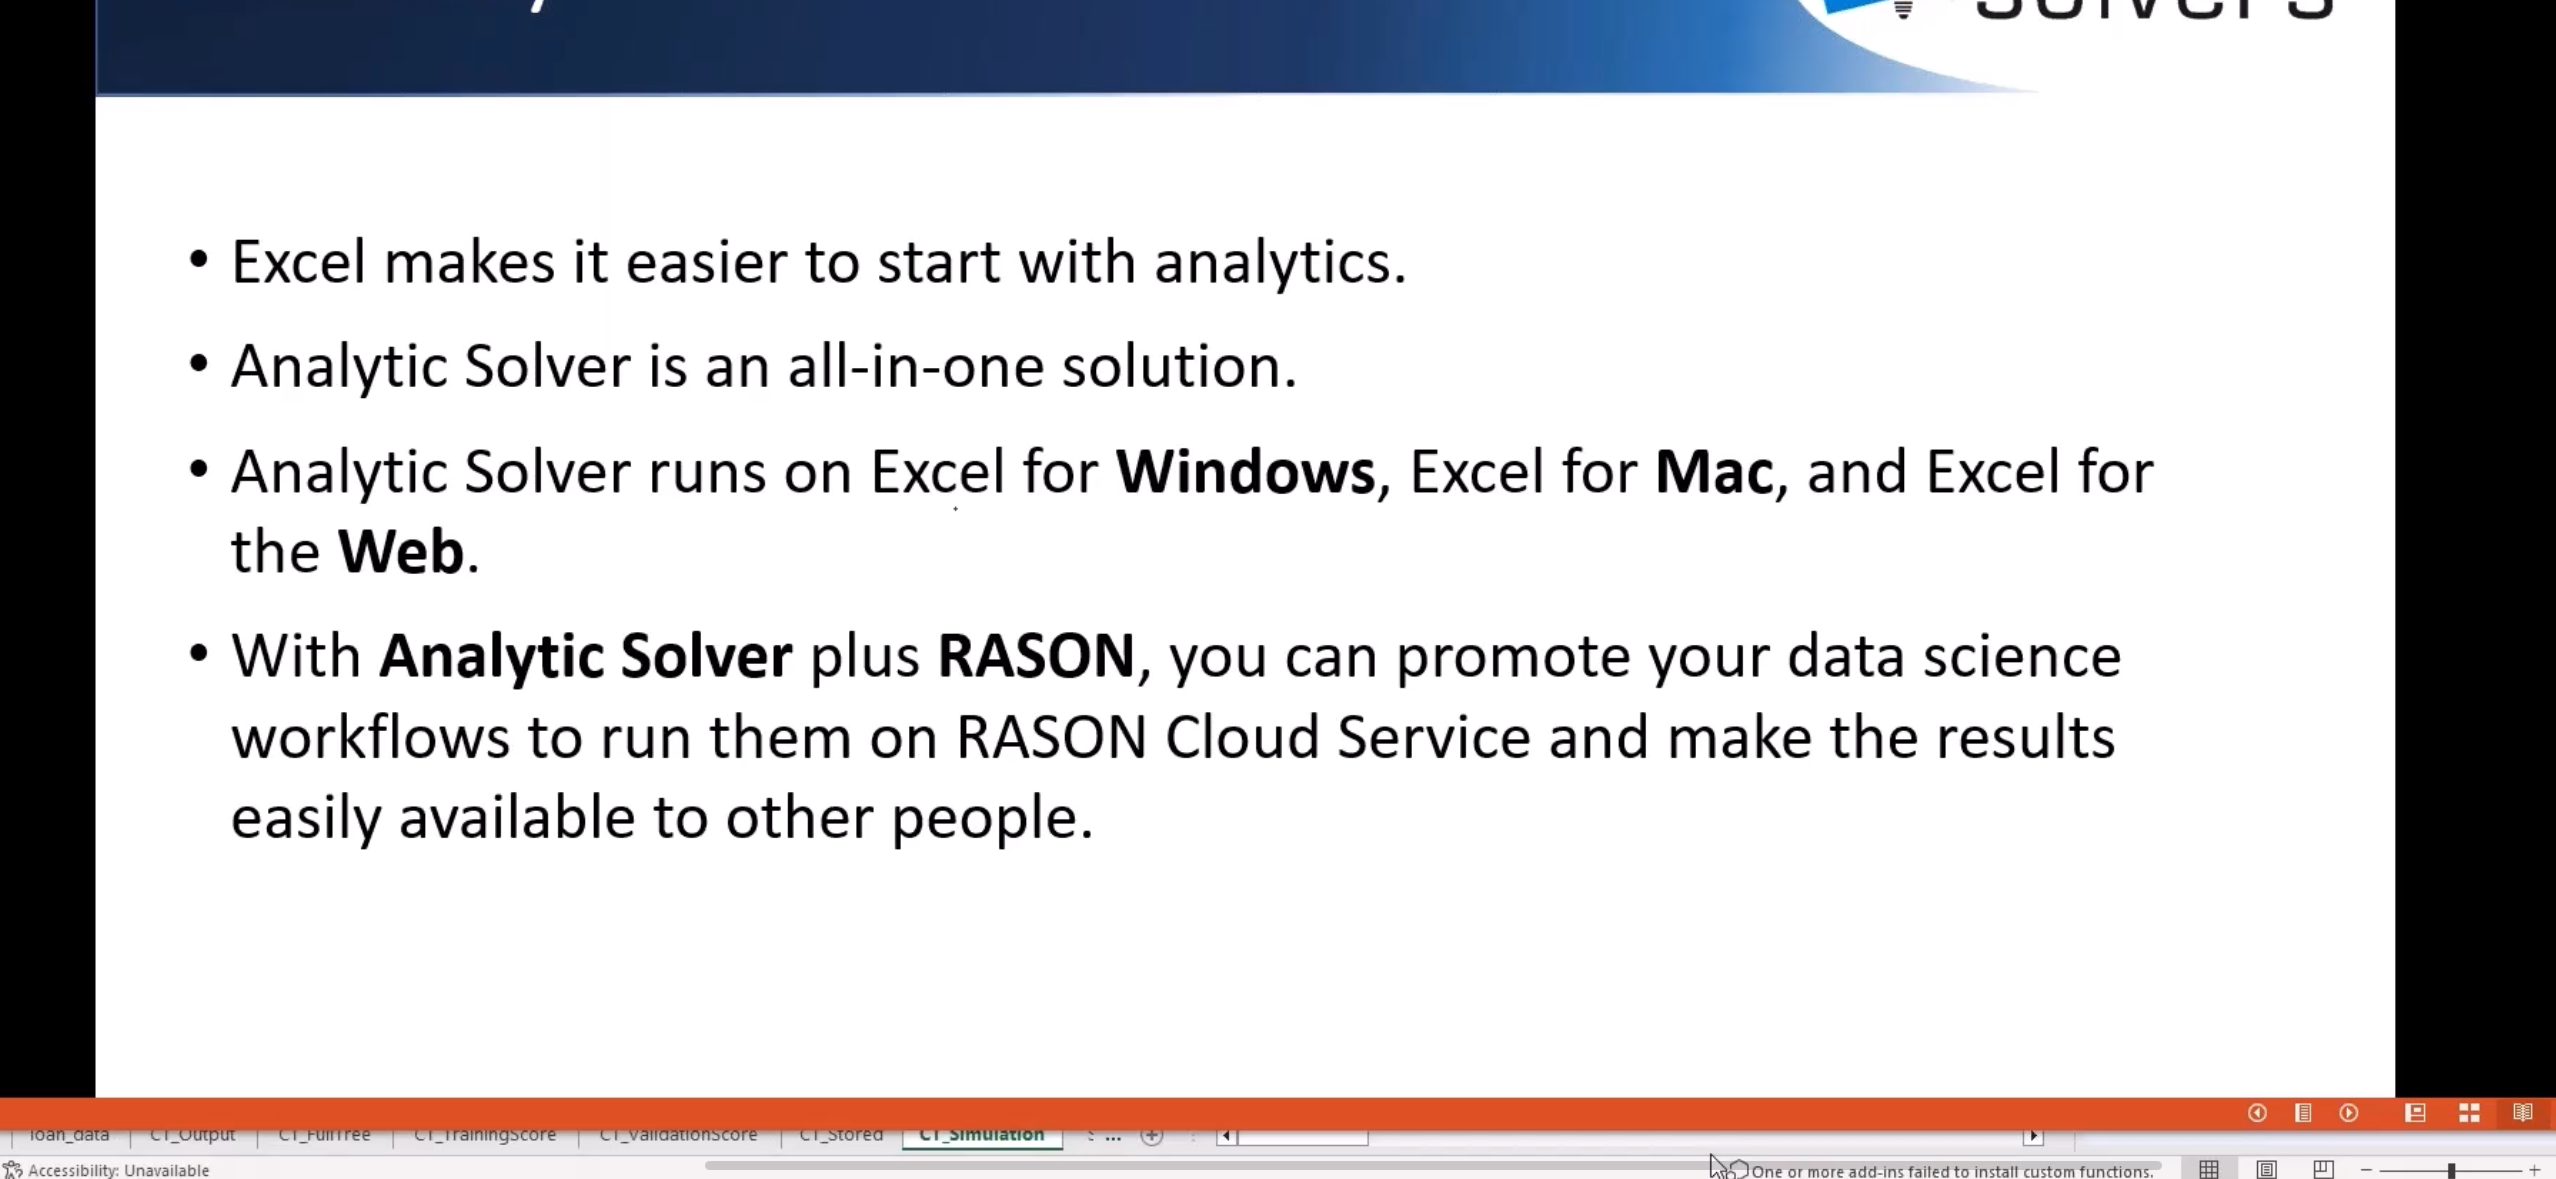 • Excel makes it easier to start with analytics.
• Analytic Solver is an all-in-one solution.
• Analytic Solver runs on Excel for Windows, Excel for Mac, and Excel for
the Web.
• With Analytic Solver plus RASON, you can promote your data science
workflows to run them on RASON Cloud Service and make the results
easily available to other people.
loan_data CT_Output CT_FullTree CT_TrainingScore CT_ValidationScore CT_Stored CT_Simulation ...
Accessibility: Unavailable One or more add-ins failed to install custom functions.